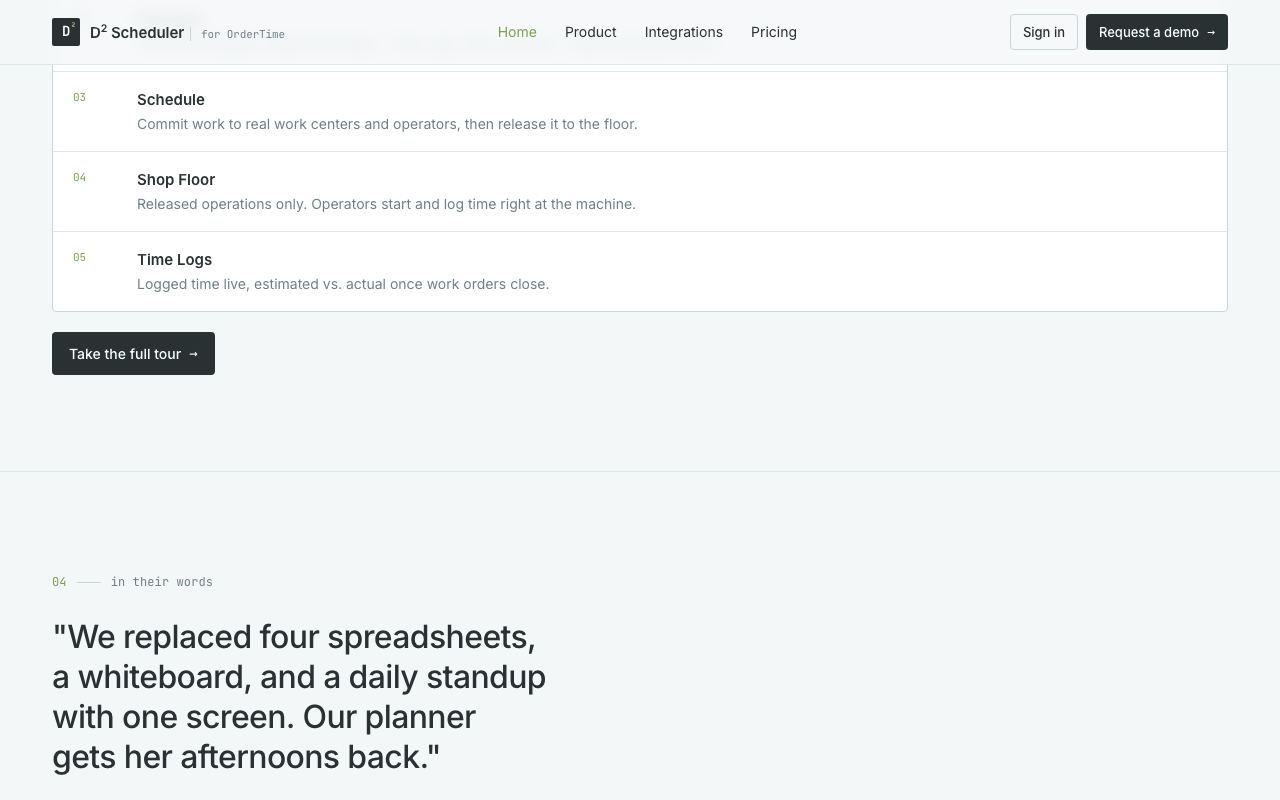 D² D² Scheduler for OrderTime Home Product Integrations Pricing Sign in Request a demo →
03 Schedule
Commit work to real work centers and operators, then release it to the floor.
04 Shop Floor
Released operations only. Operators start and log time right at the machine.
05 Time Logs
Logged time live, estimated vs. actual once work orders close.
Take the full tour →
04 in their words
"We replaced four spreadsheets,
a whiteboard, and a daily standup
with one screen. Our planner
gets her afternoons back."